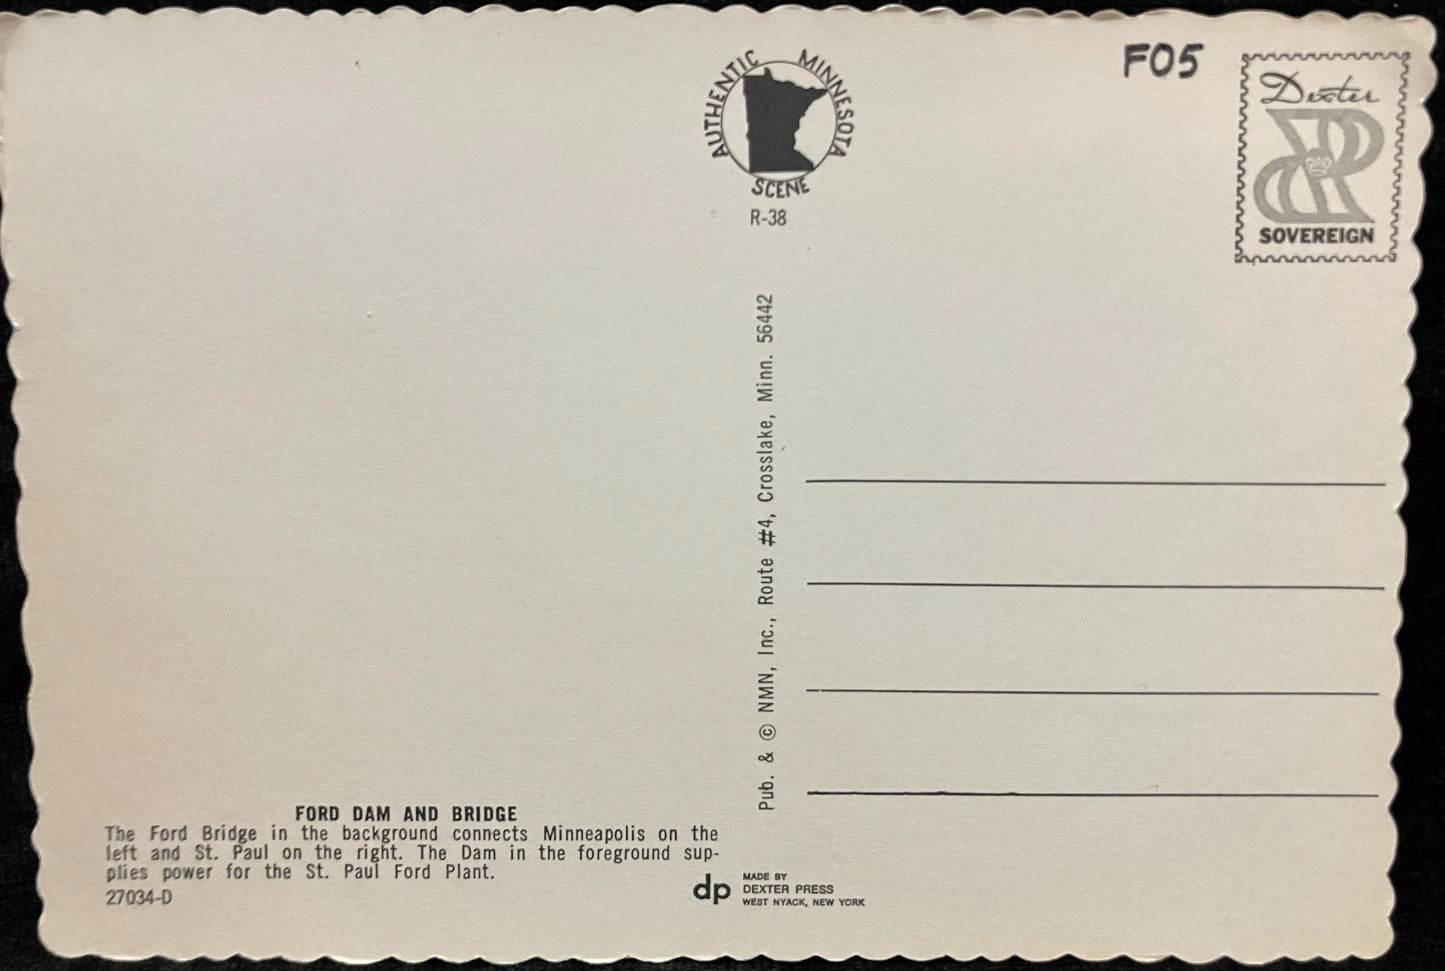 AUTHENTIC MINNESOTA
SCENE
R-38
F05
Dexter
SOVEREIGN
Pub. & © NMN, Inc., Route #4, Crosslake, Minn. 56442
FORD DAM AND BRIDGE
The Ford Bridge in the background connects Minneapolis on the
left and St. Paul on the right. The Dam in the foreground sup-
plies power for the St. Paul Ford Plant.
27034-D
dp
MADE BY
DEXTER PRESS
WEST NYACK, NEW YORK